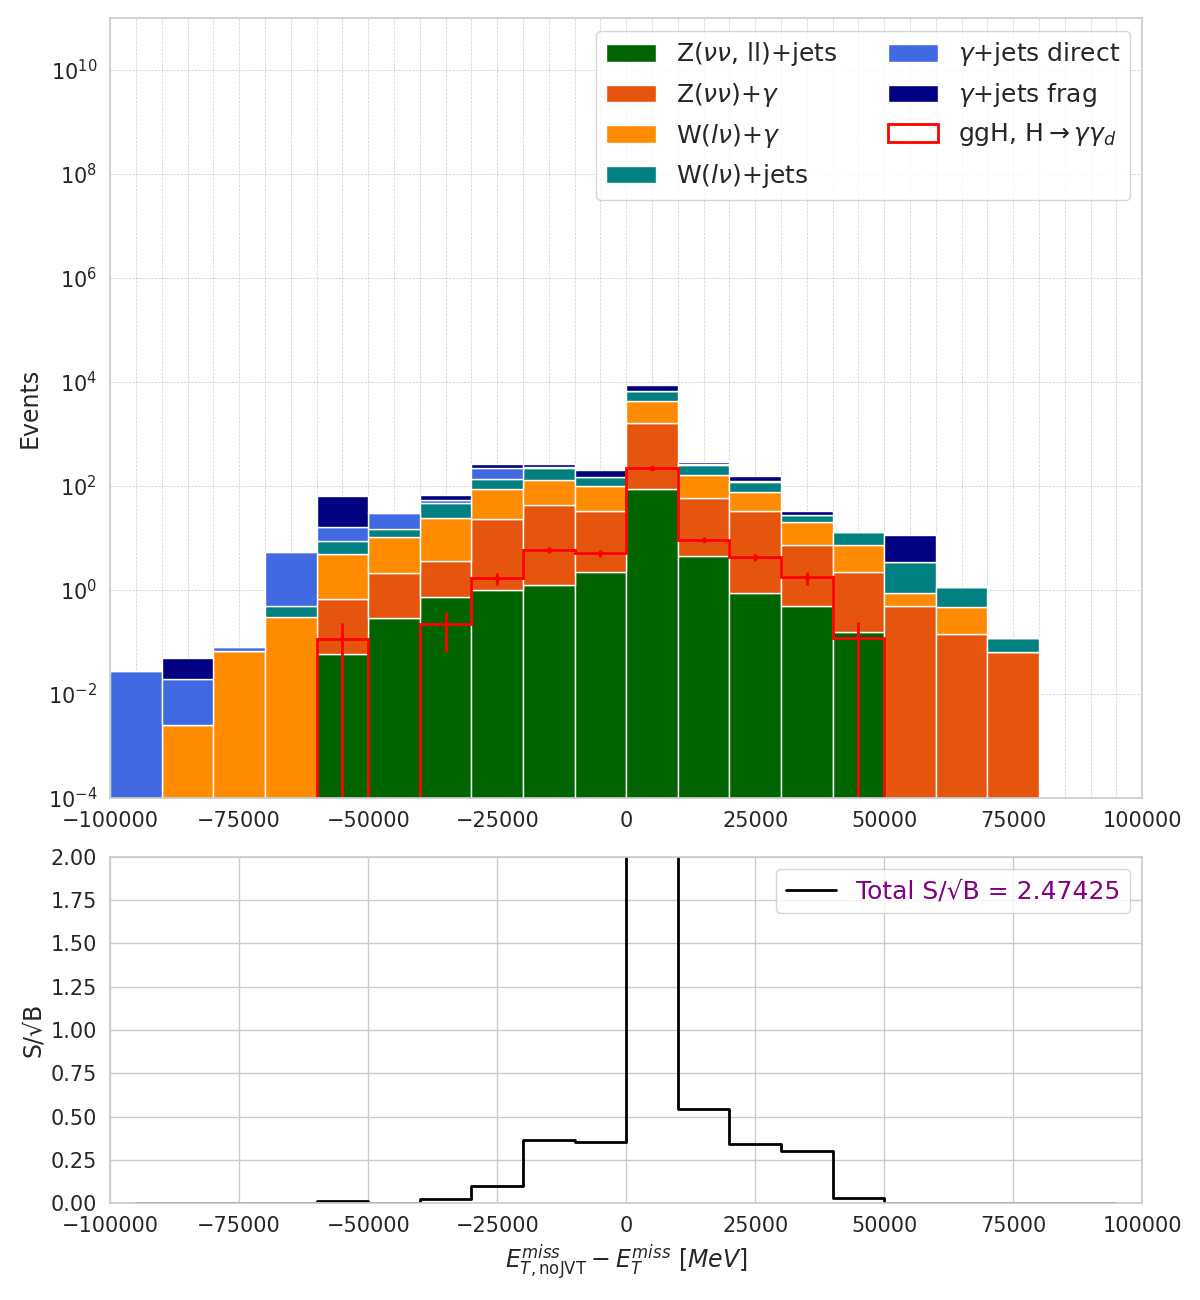 Z(νν, ll)+jets
Z(νν)+γ
W(lν)+γ
W(lν)+jets
γ+jets direct
γ+jets frag
ggH, H→γγ_d
Events
10^10
10^8
10^6
10^4
10^2
10^0
10^−2
10^−4
−100000 −75000 −50000 −25000 0 25000 50000 75000 100000
Total S/√B = 2.47425
S/√B
2.00
1.75
1.50
1.25
1.00
0.75
0.50
0.25
0.00
−100000 −75000 −50000 −25000 0 25000 50000 75000 100000
E_{T,noJVT}^{miss} − E_T^{miss} [MeV]